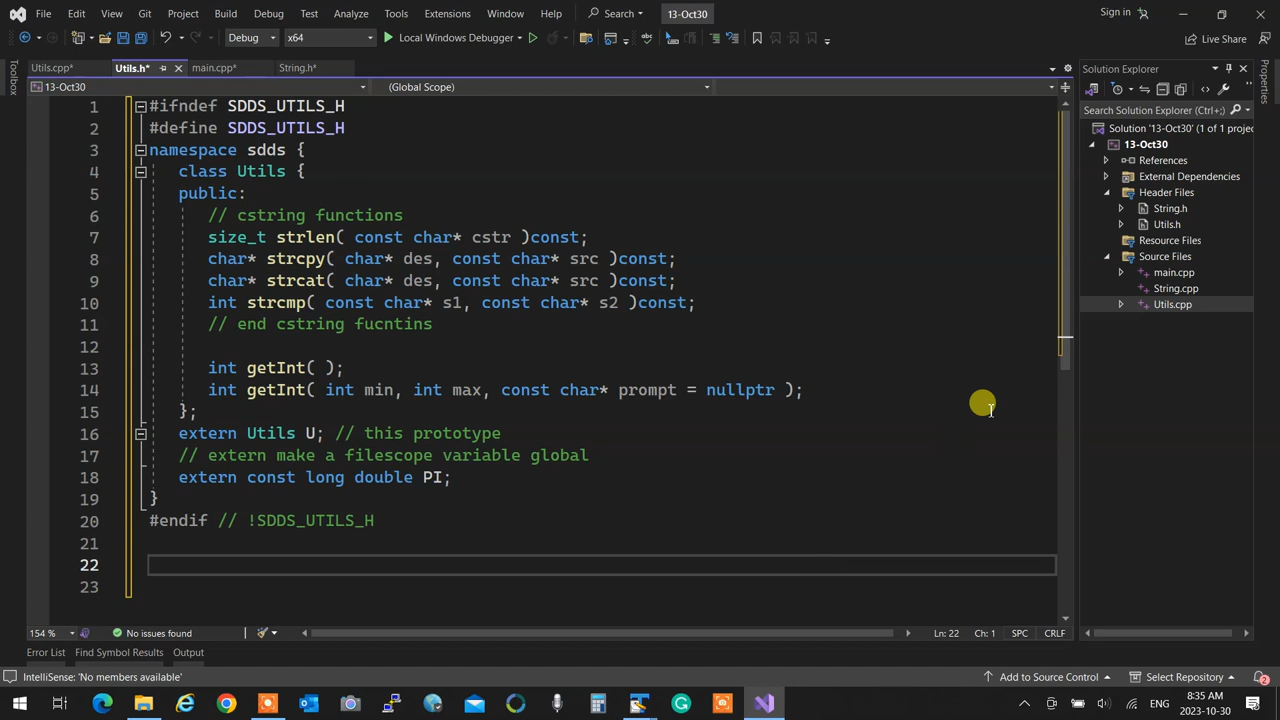 File Edit View Git Project Build Debug Test Analyze Tools Extensions Window Help Search 13-Oct30 Sign in
Debug x64 Local Windows Debugger Live Share
Toolbox
Utils.cpp* Utils.h* main.cpp* String.h*
13-Oct30 (Global Scope)
1 #ifndef SDDS_UTILS_H
2 #define SDDS_UTILS_H
3 namespace sdds {
4 class Utils {
5 public:
6 // cstring functions
7 size_t strlen( const char* cstr )const;
8 char* strcpy( char* des, const char* src )const;
9 char* strcat( char* des, const char* src )const;
10 int strcmp( const char* s1, const char* s2 )const;
11 // end cstring fucntins
12
13 int getInt( );
14 int getInt( int min, int max, const char* prompt = nullptr );
15 };
16 extern Utils U; // this prototype
17 // extern make a filescope variable global
18 extern const long double PI;
19 }
20 #endif // !SDDS_UTILS_H
21
22
23
154 % No issues found Ln: 22 Ch: 1 SPC CRLF
Solution Explorer
Search Solution Explorer (Ctrl+;)
Solution '13-Oct30' (1 of 1 projec
13-Oct30
References
External Dependencies
Header Files
String.h
Utils.h
Resource Files
Source Files
main.cpp
String.cpp
Utils.cpp
Properties
Error List Find Symbol Results Output
IntelliSense: 'No members available' Add to Source Control Select Repository 2
ENG 8:35 AM
2023-10-30 2